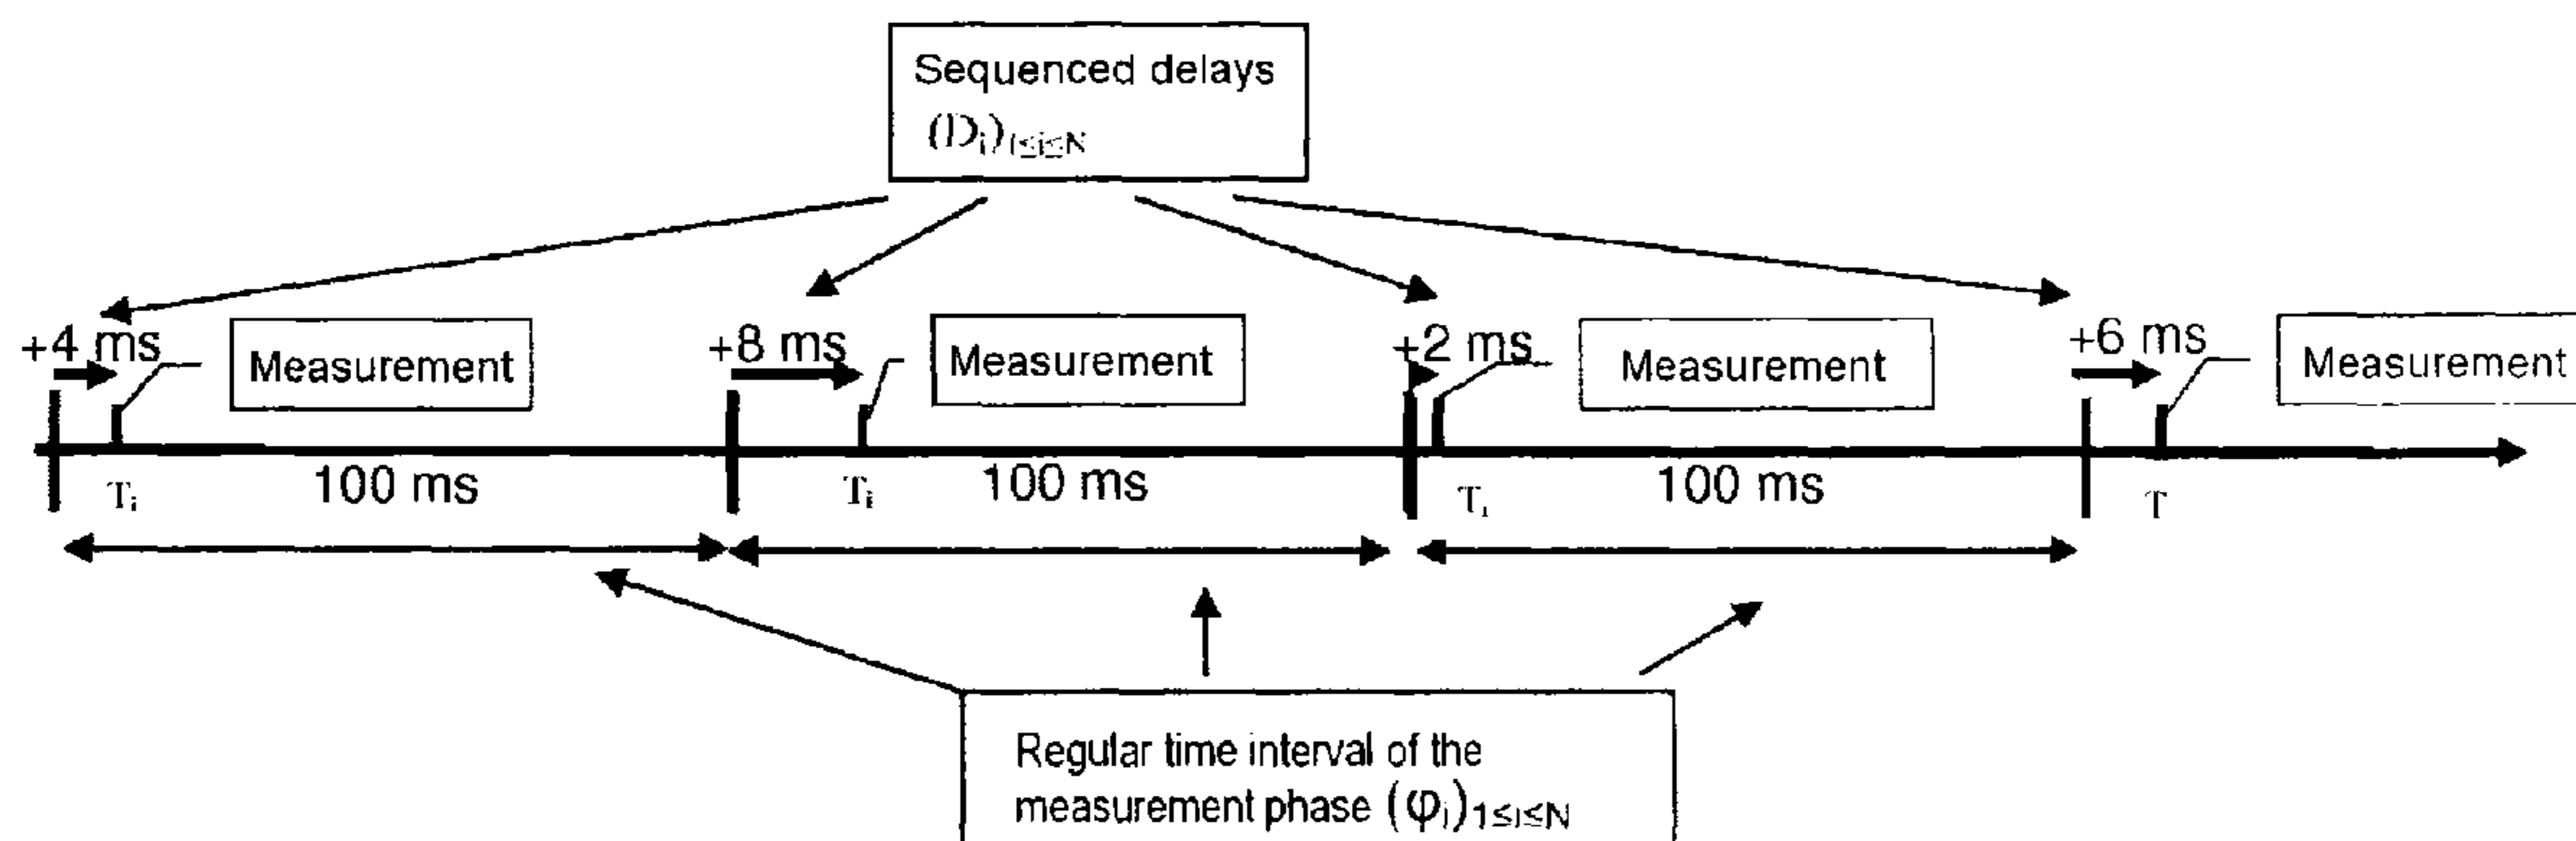 Sequenced delays
(Dᵢ)₁≤ᵢ≤N
+4 ms
Measurement
+8 ms
Measurement
+2 ms
Measurement
+6 ms
Measurement
Tᵢ
100 ms
Tᵢ
100 ms
Tᵢ
100 ms
T
Regular time interval of the
measurement phase (φᵢ)₁≤ᵢ≤N